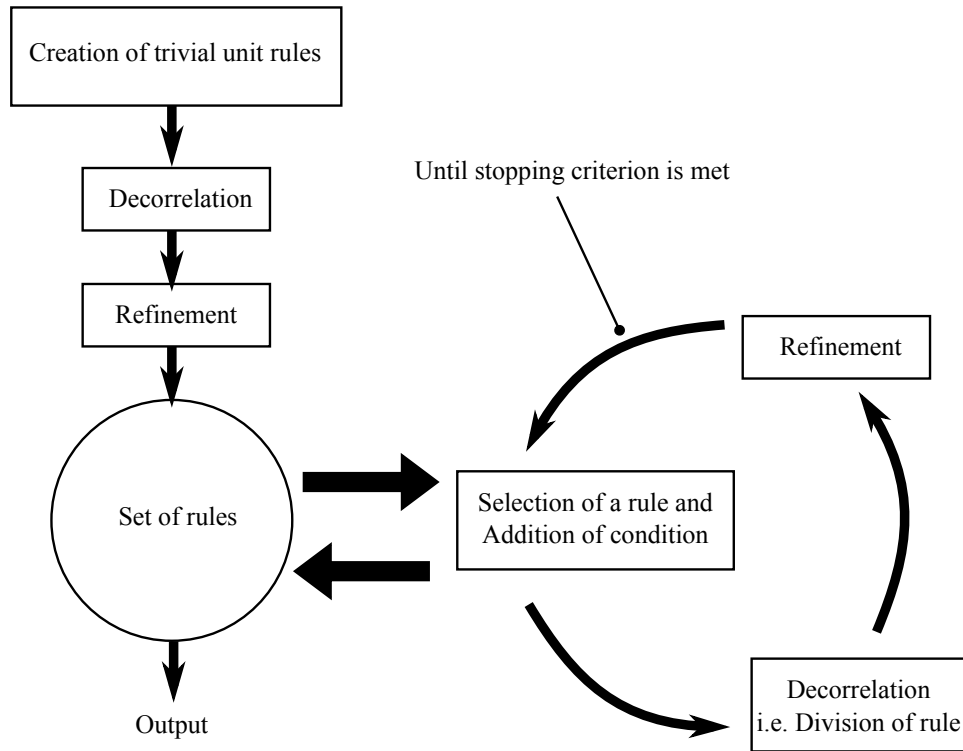 Creation of trivial unit rules
Decorrelation
Refinement
Set of rules
Output
Until stopping criterion is met
Refinement
Selection of a rule and
Addition of condition
Decorrelation
i.e. Division of rule